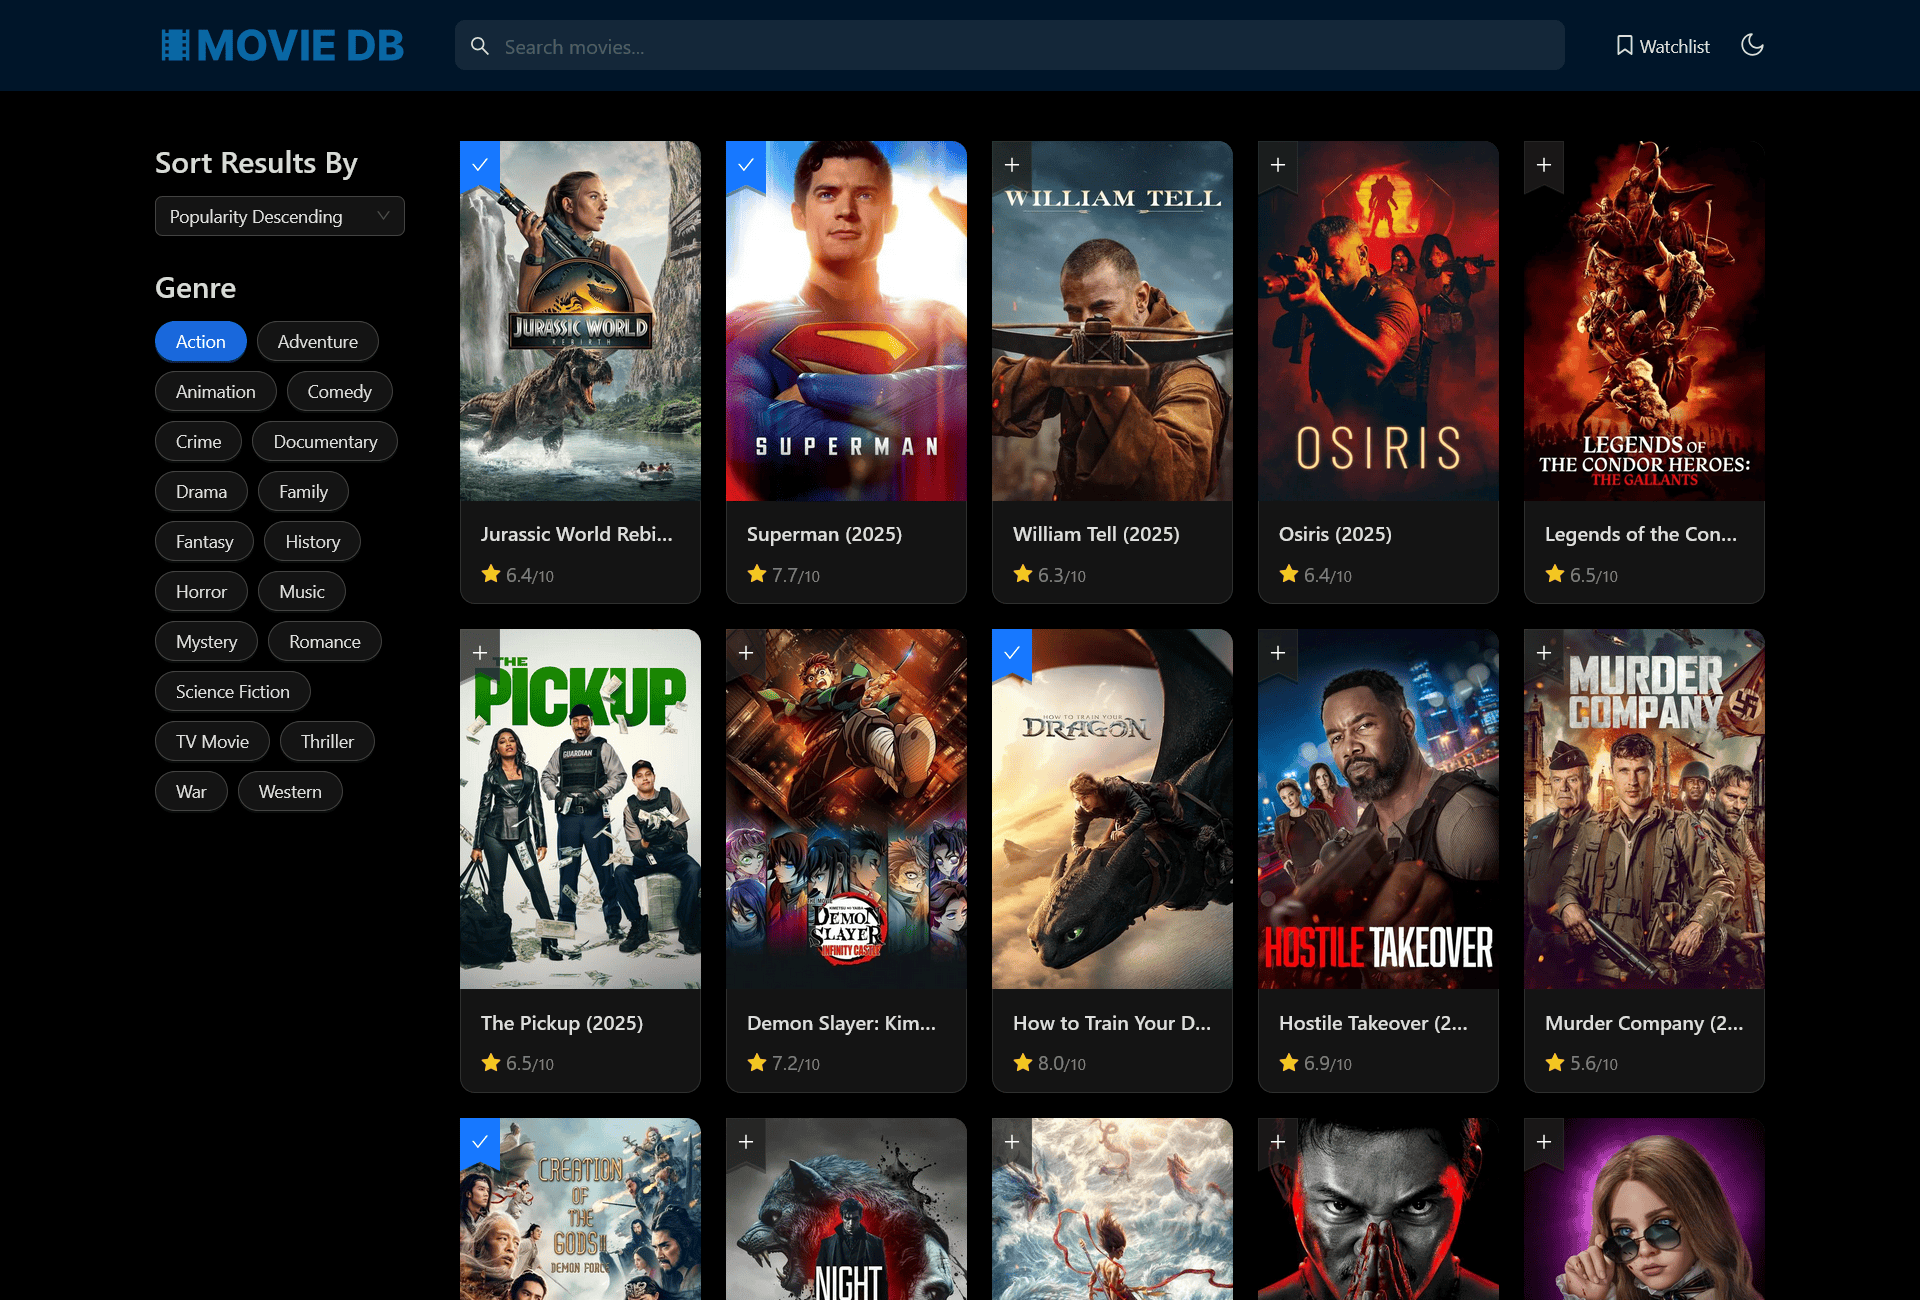 MOVIE DB
Search movies...
Watchlist
Sort Results By
Popularity Descending
Genre
Action
Adventure
Animation
Comedy
Crime
Documentary
Drama
Family
Fantasy
History
Horror
Music
Mystery
Romance
Science Fiction
TV Movie
Thriller
War
Western
JURASSIC WORLD
REBIRTH
Jurassic World Rebi...
6.4/10
SUPERMAN
Superman (2025)
7.7/10
WILLIAM TELL
William Tell (2025)
6.3/10
OSIRIS
Osiris (2025)
6.4/10
LEGENDS OF
THE CONDOR HEROES:
THE GALLANTS
Legends of the Con...
6.5/10
THE
PICKUP
GUARDIAN
The Pickup (2025)
6.5/10
KIMETSU NO YAIBA
DEMON
SLAYER
INFINITY CASTLE
Demon Slayer: Kim...
7.2/10
HOW TO TRAIN YOUR
DRAGON
How to Train Your D...
8.0/10
HOSTILE TAKEOVER
Hostile Takeover (2...
6.9/10
MURDER
COMPANY
Murder Company (2...
5.6/10
CREATION
OF
THE
GODS II
DEMON FORCE
NIGHT